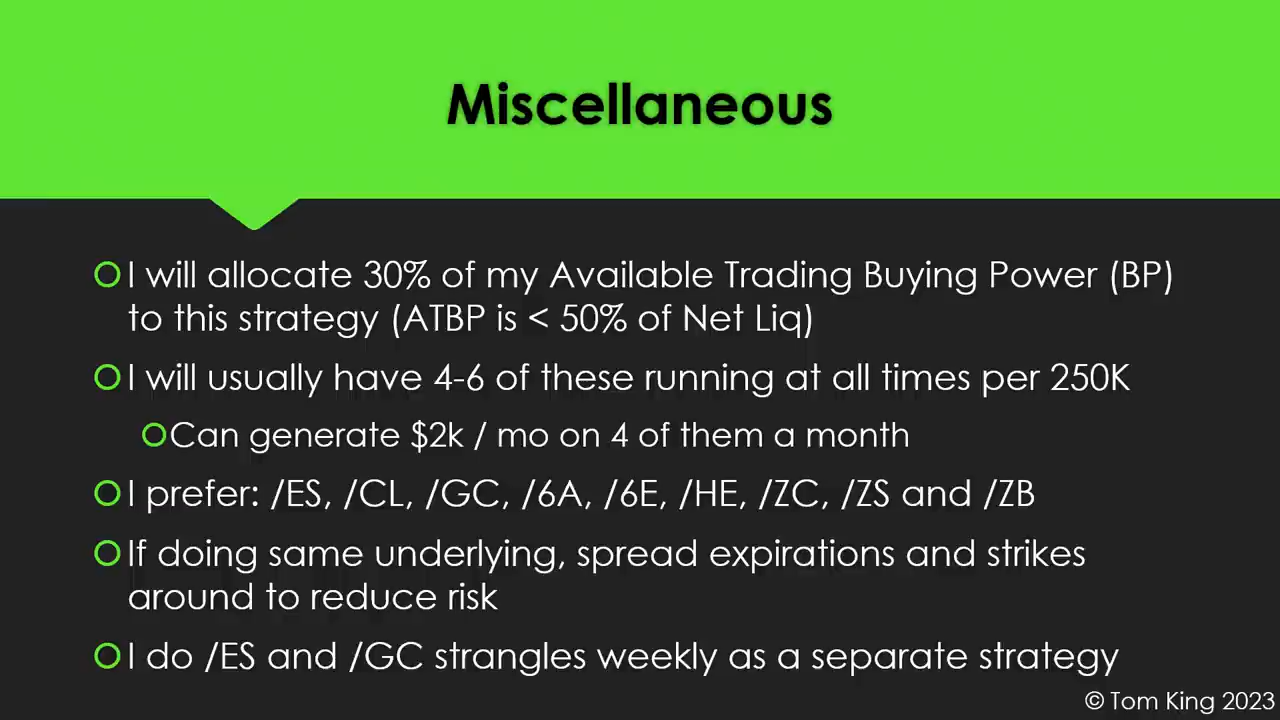 Miscellaneous
I will allocate 30% of my Available Trading Buying Power (BP)
to this strategy (ATBP is < 50% of Net Liq)
I will usually have 4-6 of these running at all times per 250K
Can generate $2k / mo on 4 of them a month
I prefer: /ES, /CL, /GC, /6A, /6E, /HE, /ZC, /ZS and /ZB
If doing same underlying, spread expirations and strikes
around to reduce risk
I do /ES and /GC strangles weekly as a separate strategy
© Tom King 2023